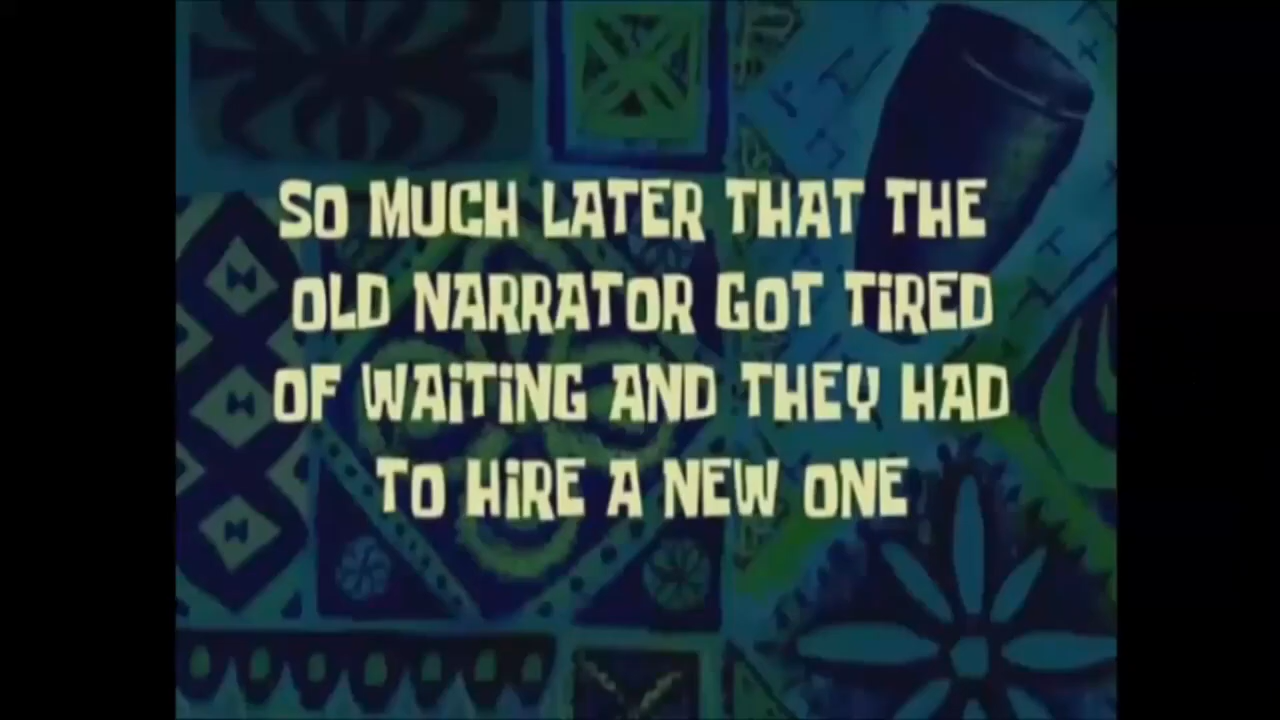 SO MUCH LATER THAT THE
OLD NARRATOR GOT TiRED
OF WAiTiNG AND THEY HAD
TO HiRE A NEW ONE